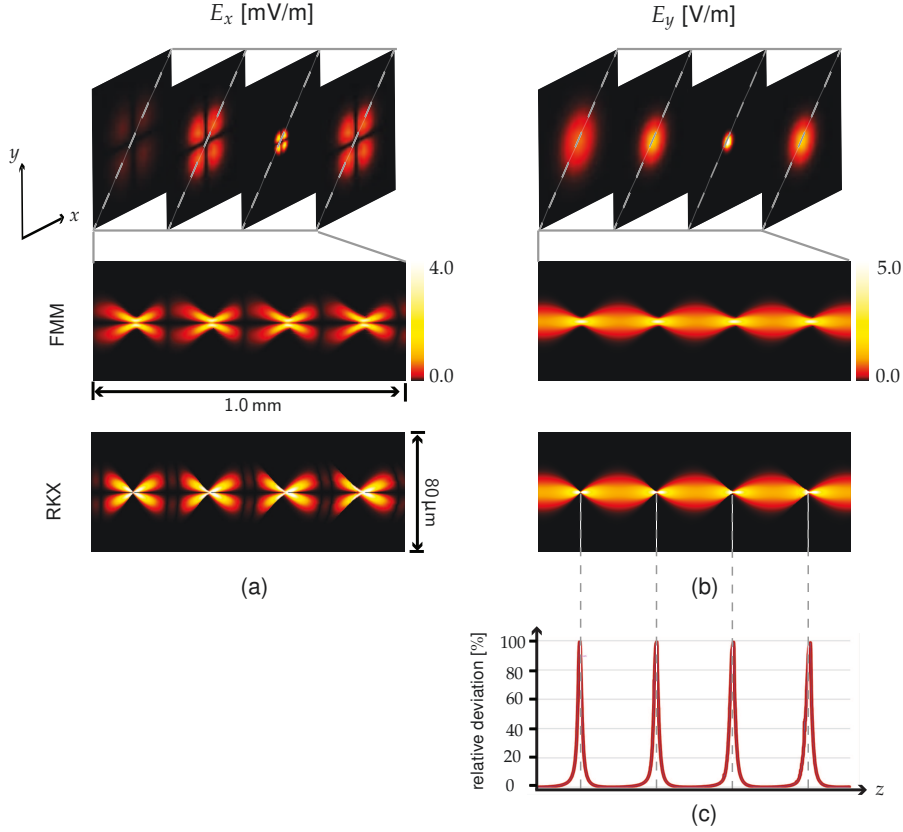 E_x [mV/m]
E_y [V/m]
y
x
FMM
4.0
0.0
5.0
0.0
1.0 mm
RKX
80 μm
(a)
(b)
relative deviation [%]
100
80
60
40
20
0
z
(c)